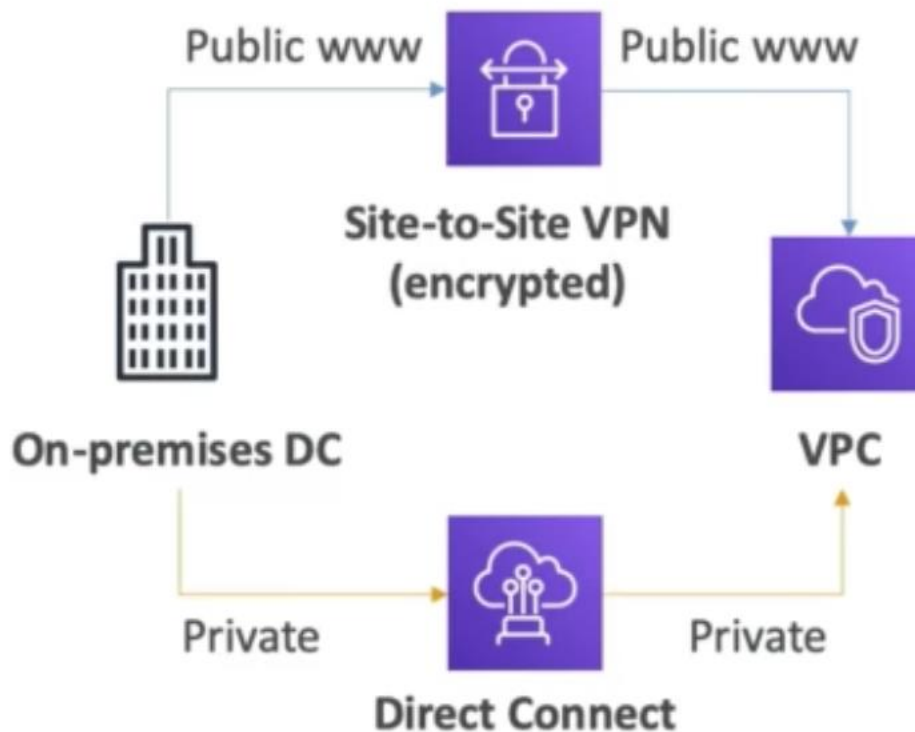 Public www
Public www
Site-to-Site VPN
(encrypted)
On-premises DC
VPC
Private
Private
Direct Connect